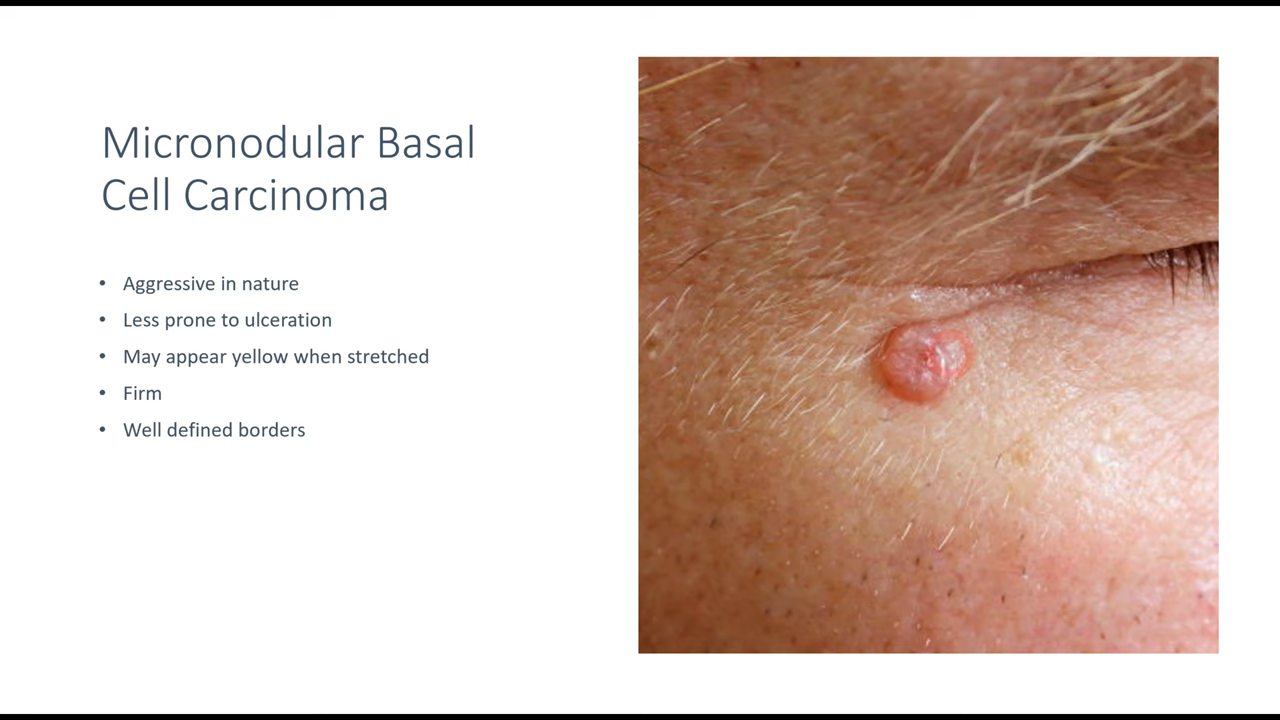 Micronodular Basal
Cell Carcinoma
• Aggressive in nature
• Less prone to ulceration
• May appear yellow when stretched
• Firm
• Well defined borders